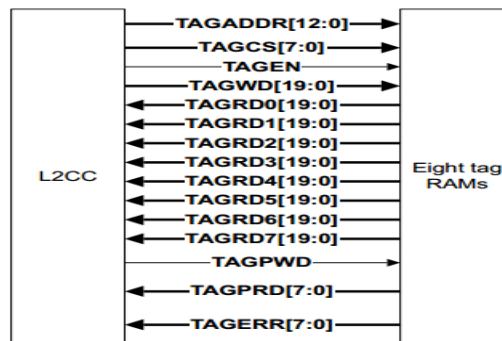 TAGADDR[12:0]
TAGCS[7:0]
TAGEN
TAGWD[19:0]
TAGRD0[19:0]
TAGRD1[19:0]
TAGRD2[19:0]
TAGRD3[19:0]
L2CC
TAGRD4[19:0]
Eight tag
RAMs
TAGRD5[19:0]
TAGRD6[19:0]
TAGRD7[19:0]
TAGPWD
TAGPRD[7:0]
TAGERR[7:0]